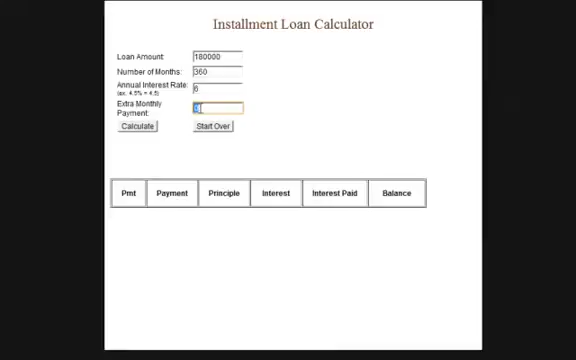 Installment Loan Calculator
Loan Amount: 180000
Number of Months: 360
Annual Interest Rate: 6
(ex. 4.5% = 4.5)
Extra Monthly
Payment:
Calculate Start Over
Pmt Payment Principle Interest Interest Paid Balance